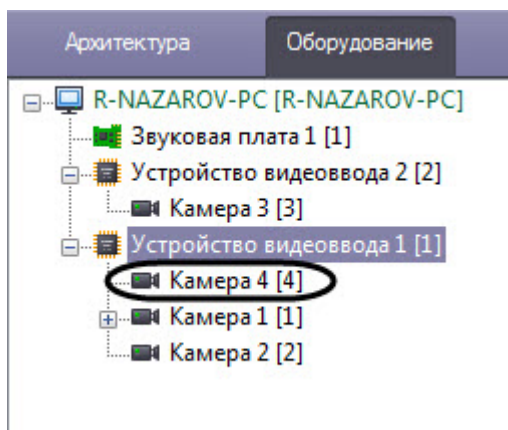 Архитектура Оборудование
R-NAZAROV-PC [R-NAZAROV-PC]
Звуковая плата 1 [1]
Устройство видеоввода 2 [2]
Камера 3 [3]
Устройство видеоввода 1 [1]
Камера 4 [4]
Камера 1 [1]
Камера 2 [2]